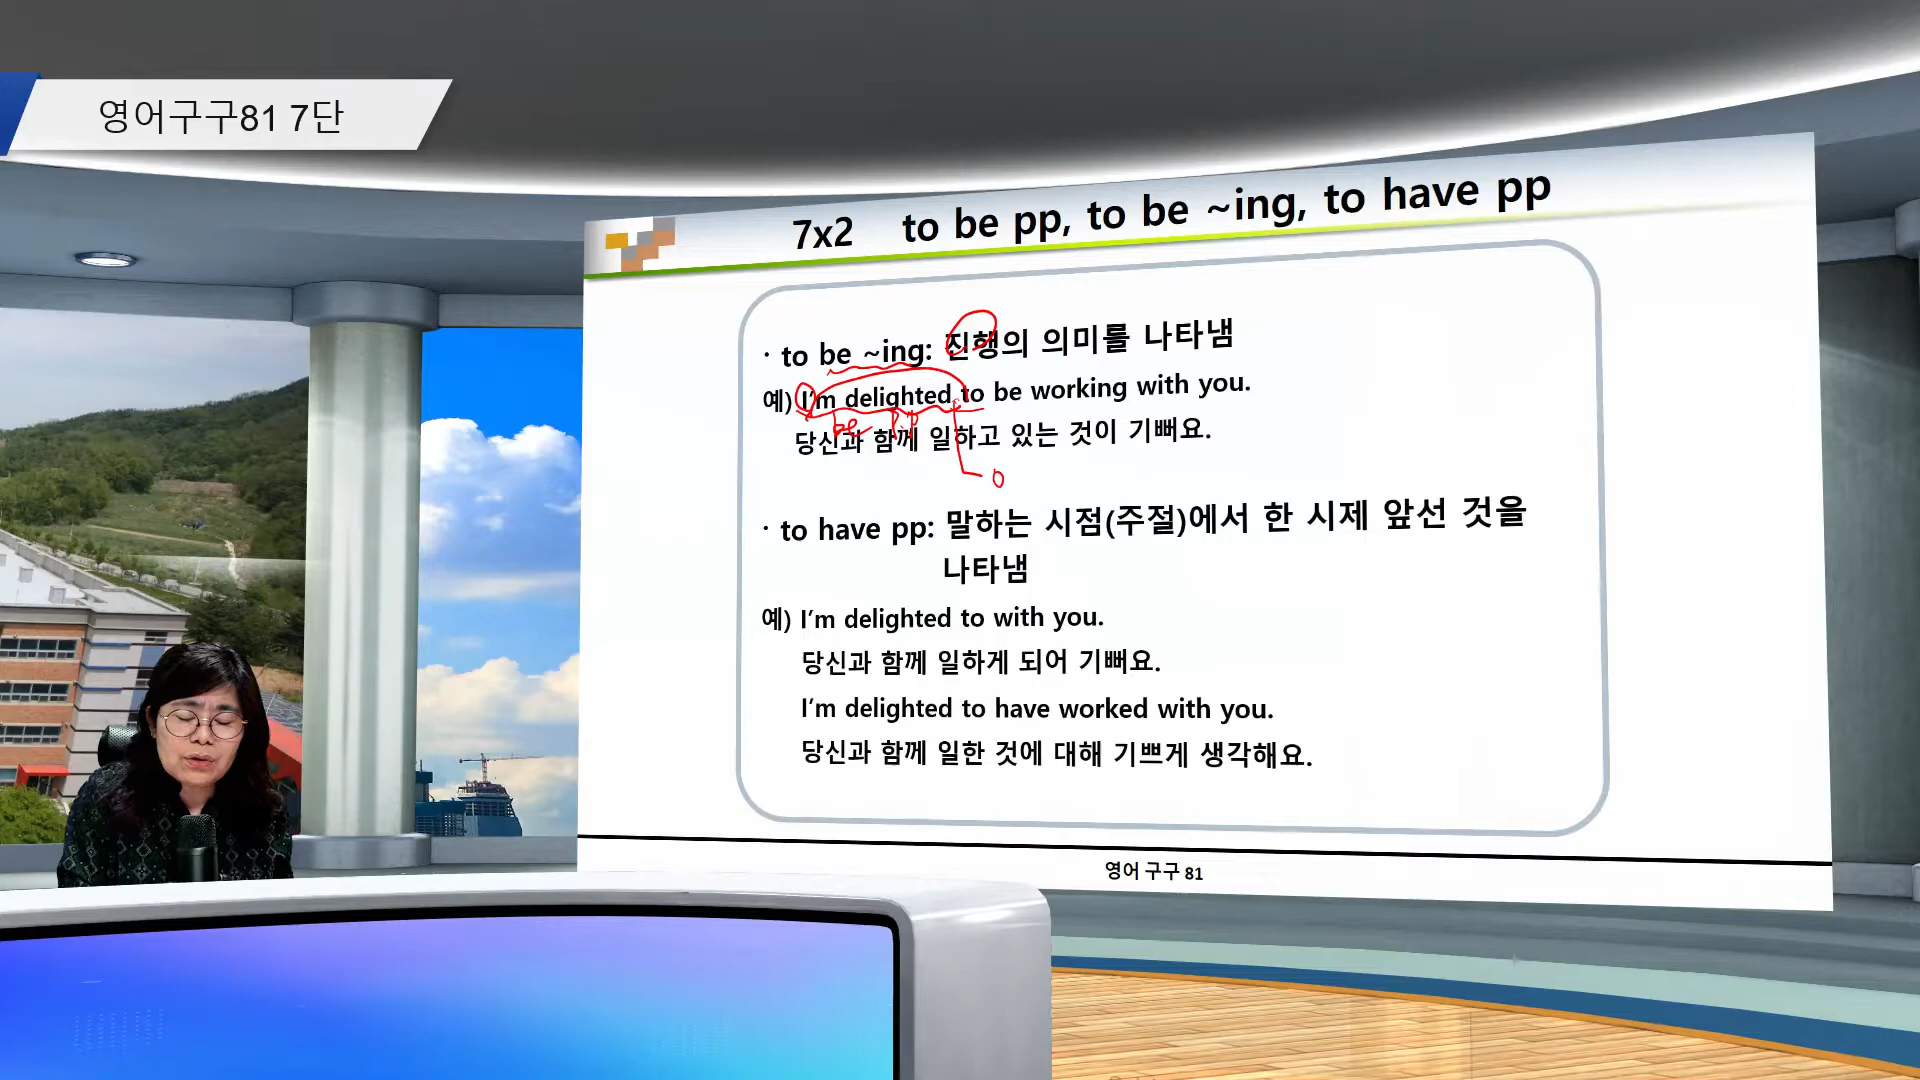 영어구구81 7단
7x2 to be pp, to be ~ing, to have pp
· to be ~ing: 진행의 의미를 나타냄
예) I’m delighted to be working with you.
be p.p
당신과 함께 일하고 있는 것이 기뻐요.
0
· to have pp: 말하는 시점(주절)에서 한 시제 앞선 것을
나타냄
예) I’m delighted to with you.
당신과 함께 일하게 되어 기뻐요.
I’m delighted to have worked with you.
당신과 함께 일한 것에 대해 기쁘게 생각해요.
영어 구구 81